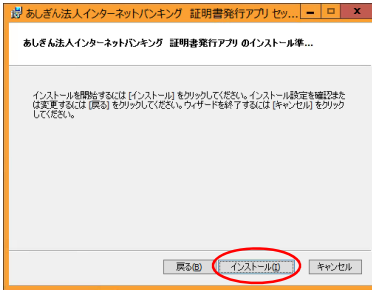 あしぎん法人インターネットバンキング 証明書発行アプリ セッ...
あしぎん法人インターネットバンキング 証明書発行アプリ のインストール準...
インストールを開始するには [インストール] をクリックしてください。インストール設定を確認また
は変更するには [戻る] をクリックしてください。ウィザードを終了するには [キャンセル] をクリック
してください。
戻る(B) インストール(I) キャンセル